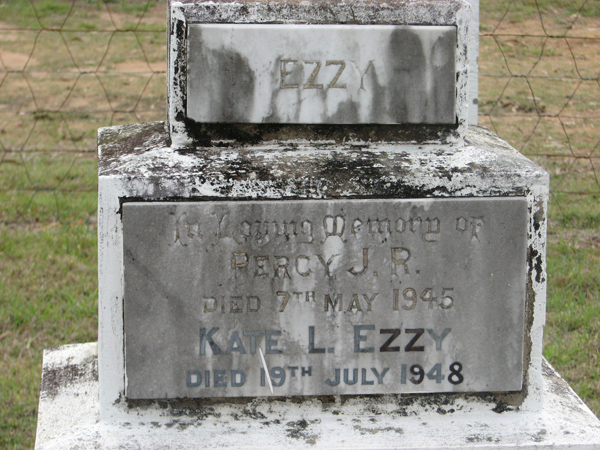 EZZY
In Loving Memory of
PERCY J. R.
DIED 7TH MAY 1945
KATE L. EZZY
DIED 19TH JULY 1948